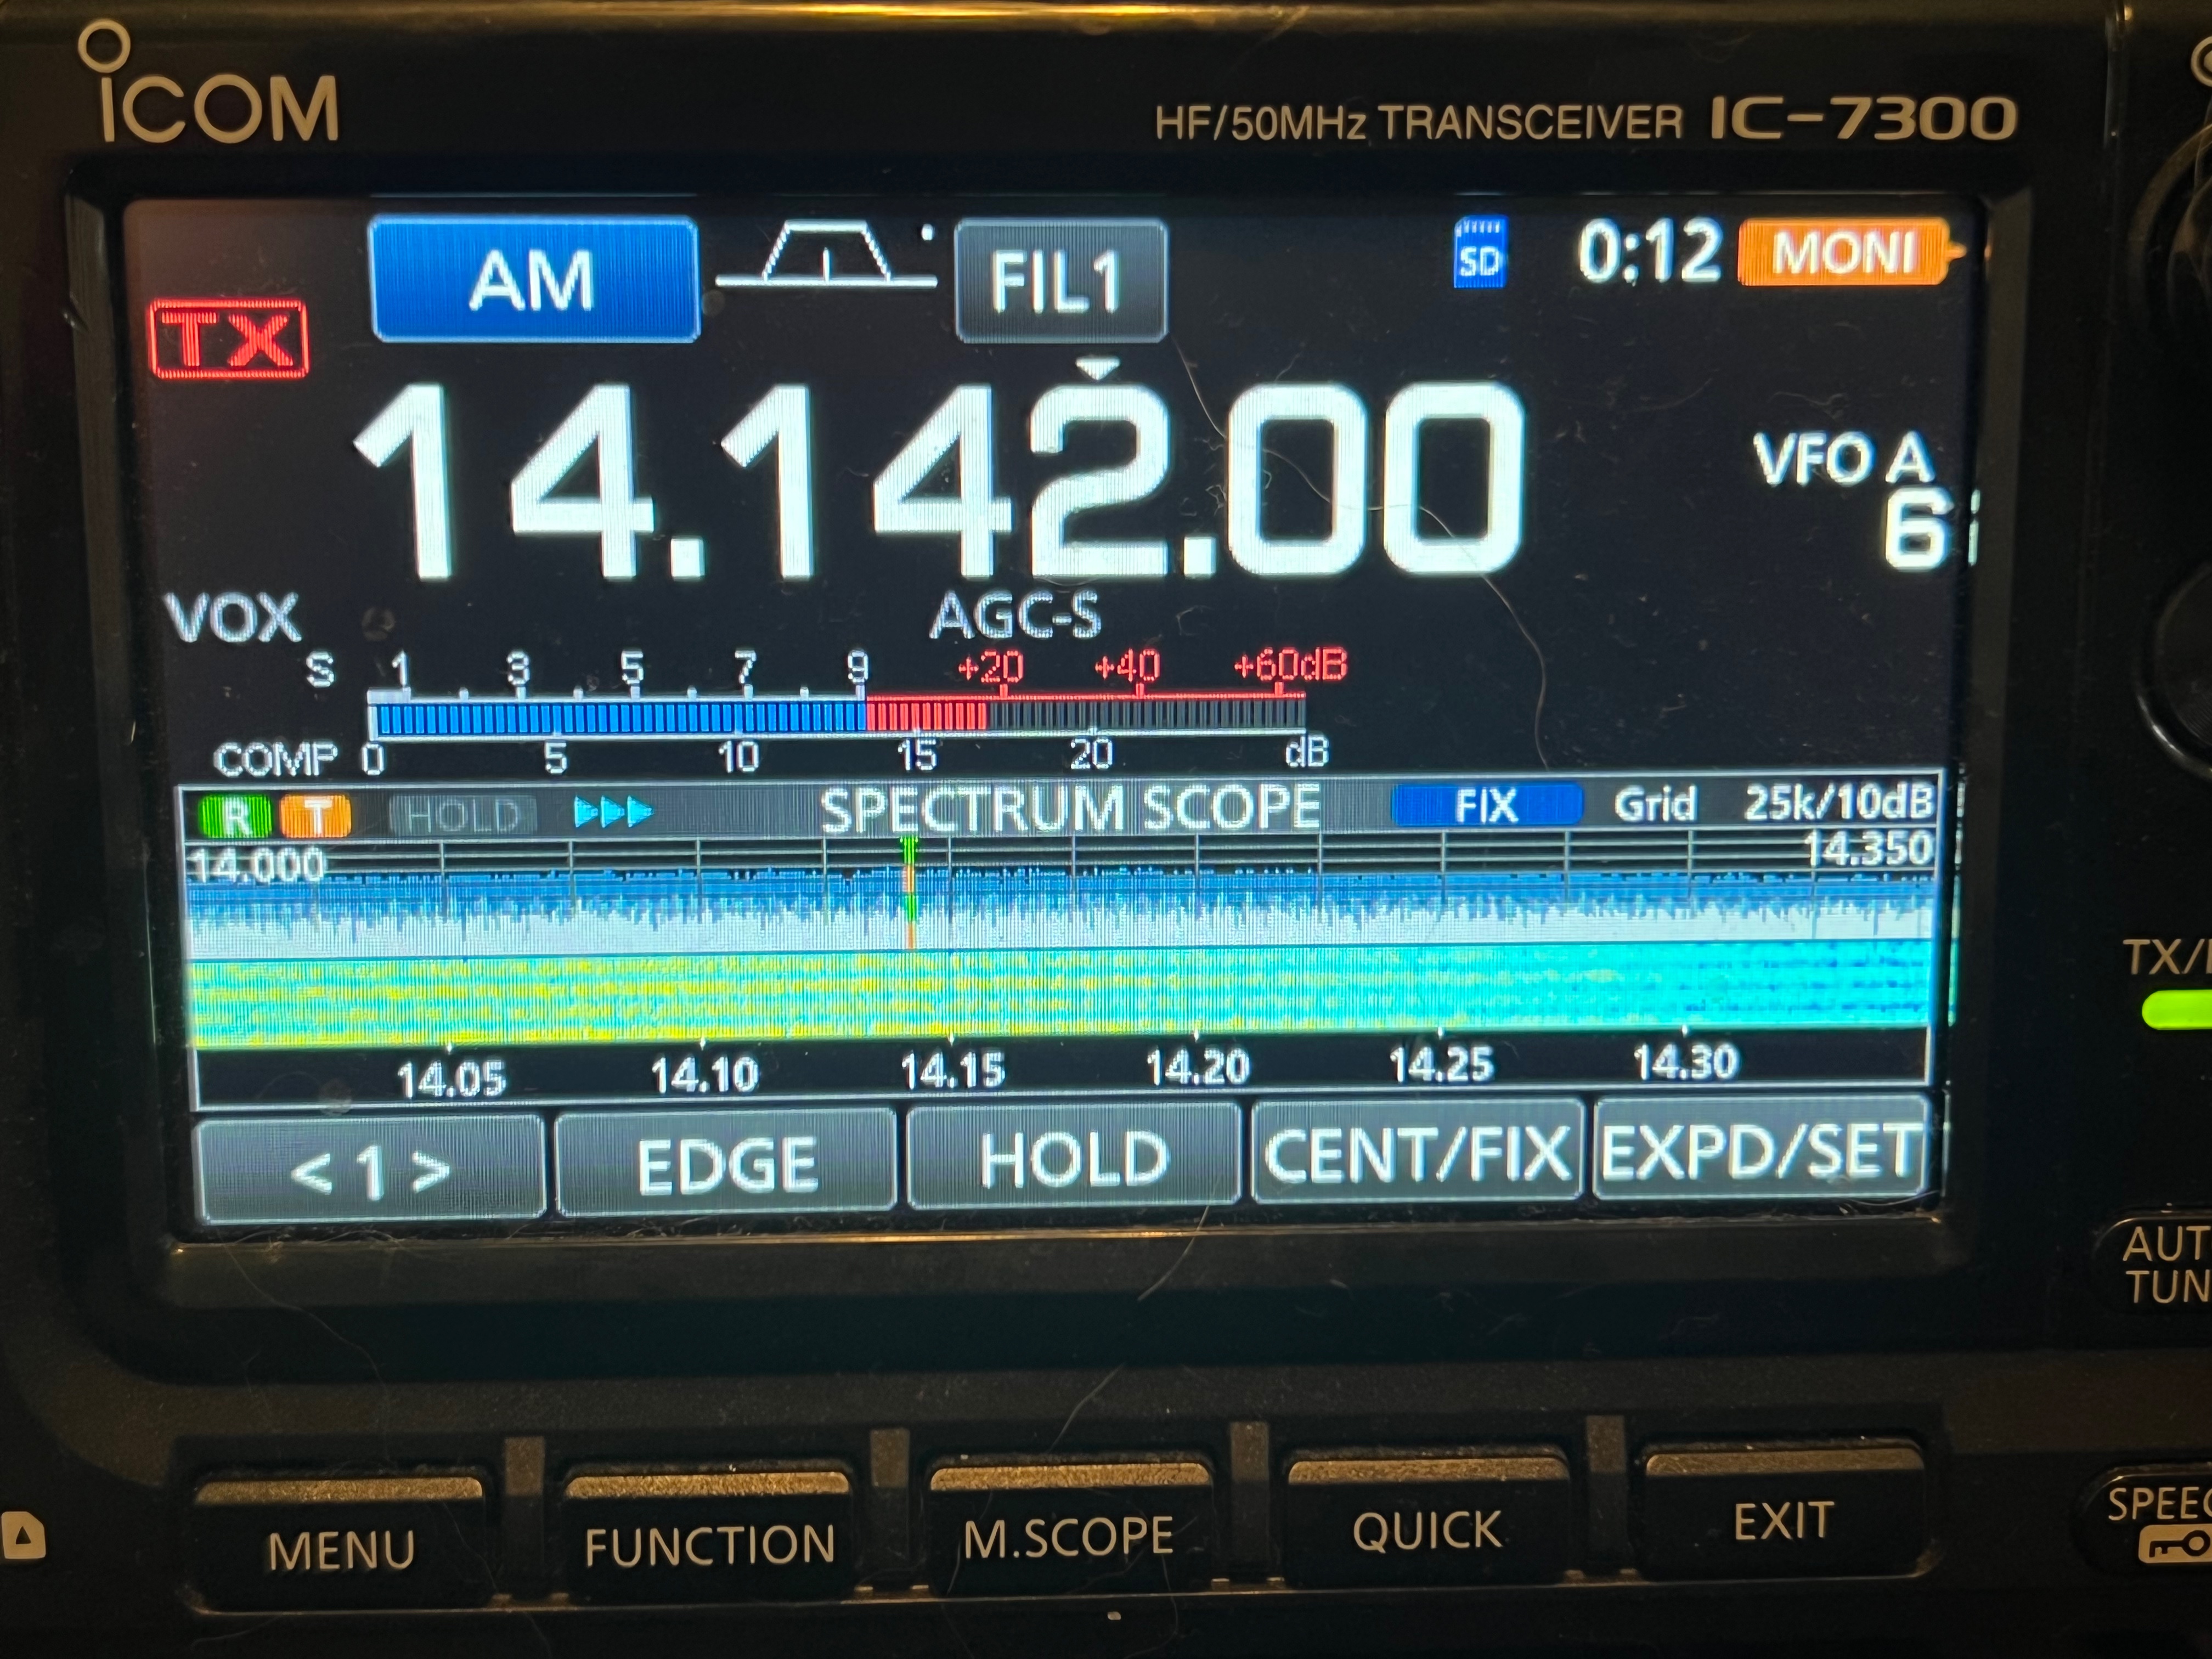 ICOM
HF/50MHz TRANSCEIVER IC-7300
AM FIL1 SD 0:12 MONI
TX
14.142.00
VFO A
6
VOX AGC-S
S 1 3 5 7 9 +20 +40 +60dB
COMP 0 5 10 15 20 dB
R T HOLD SPECTRUM SCOPE FIX Grid 25k/10dB
14.000 14.350
14.05 14.10 14.15 14.20 14.25 14.30
< 1 > EDGE HOLD CENT/FIX EXPD/SET
TX/
AUT
TUN
MENU FUNCTION M.SCOPE QUICK EXIT
SPEEC